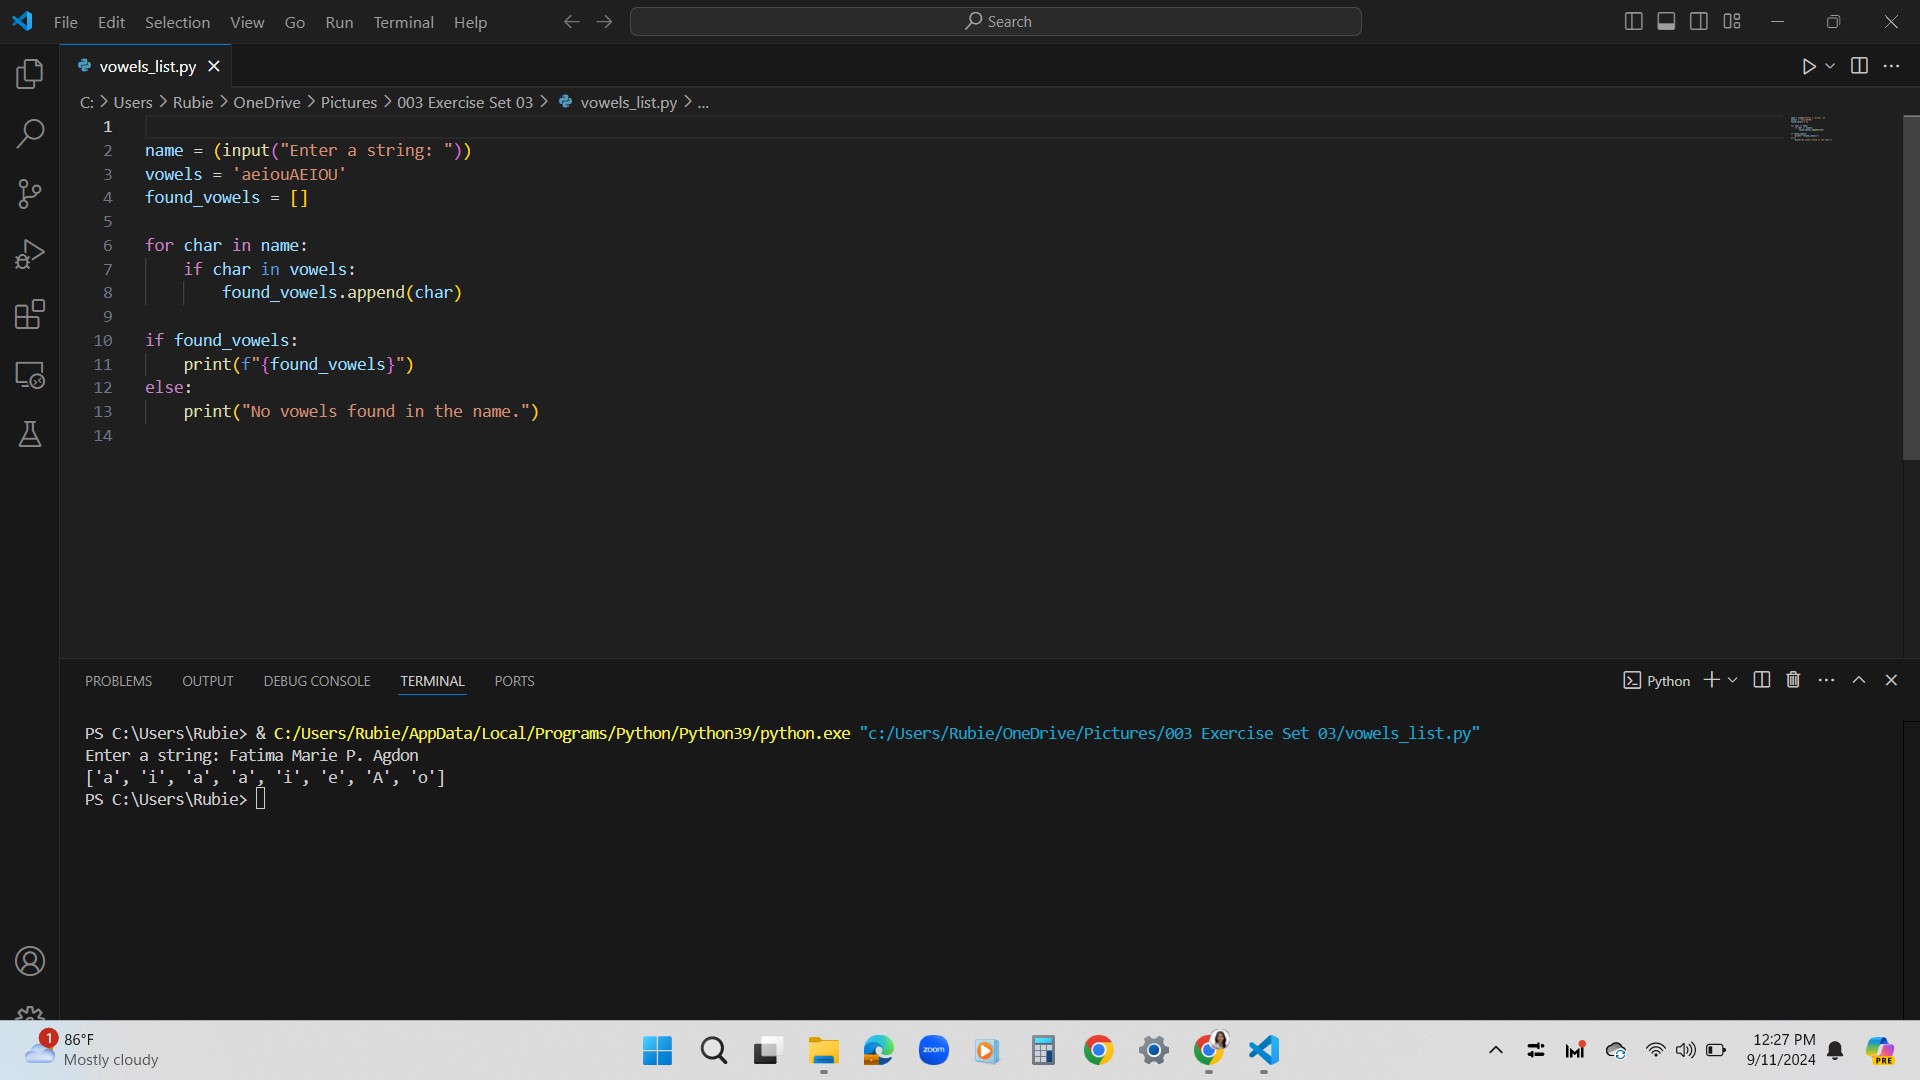 File Edit Selection View Go Run Terminal Help Search
vowels_list.py
C: > Users > Rubie > OneDrive > Pictures > 003 Exercise Set 03 > vowels_list.py > ...
1
2 name = (input("Enter a string: "))
3 vowels = 'aeiouAEIOU'
4 found_vowels = []
5
6 for char in name:
7 if char in vowels:
8 found_vowels.append(char)
9
10 if found_vowels:
11 print(f"{found_vowels}")
12 else:
13 print("No vowels found in the name.")
14
PROBLEMS OUTPUT DEBUG CONSOLE TERMINAL PORTS Python
PS C:\Users\Rubie> & C:/Users/Rubie/AppData/Local/Programs/Python/Python39/python.exe "c:/Users/Rubie/OneDrive/Pictures/003 Exercise Set 03/vowels_list.py"
Enter a string: Fatima Marie P. Agdon
['a', 'i', 'a', 'a', 'i', 'e', 'A', 'o']
PS C:\Users\Rubie>
1 86°F zoom 12:27 PM
Mostly cloudy 9/11/2024 PRE